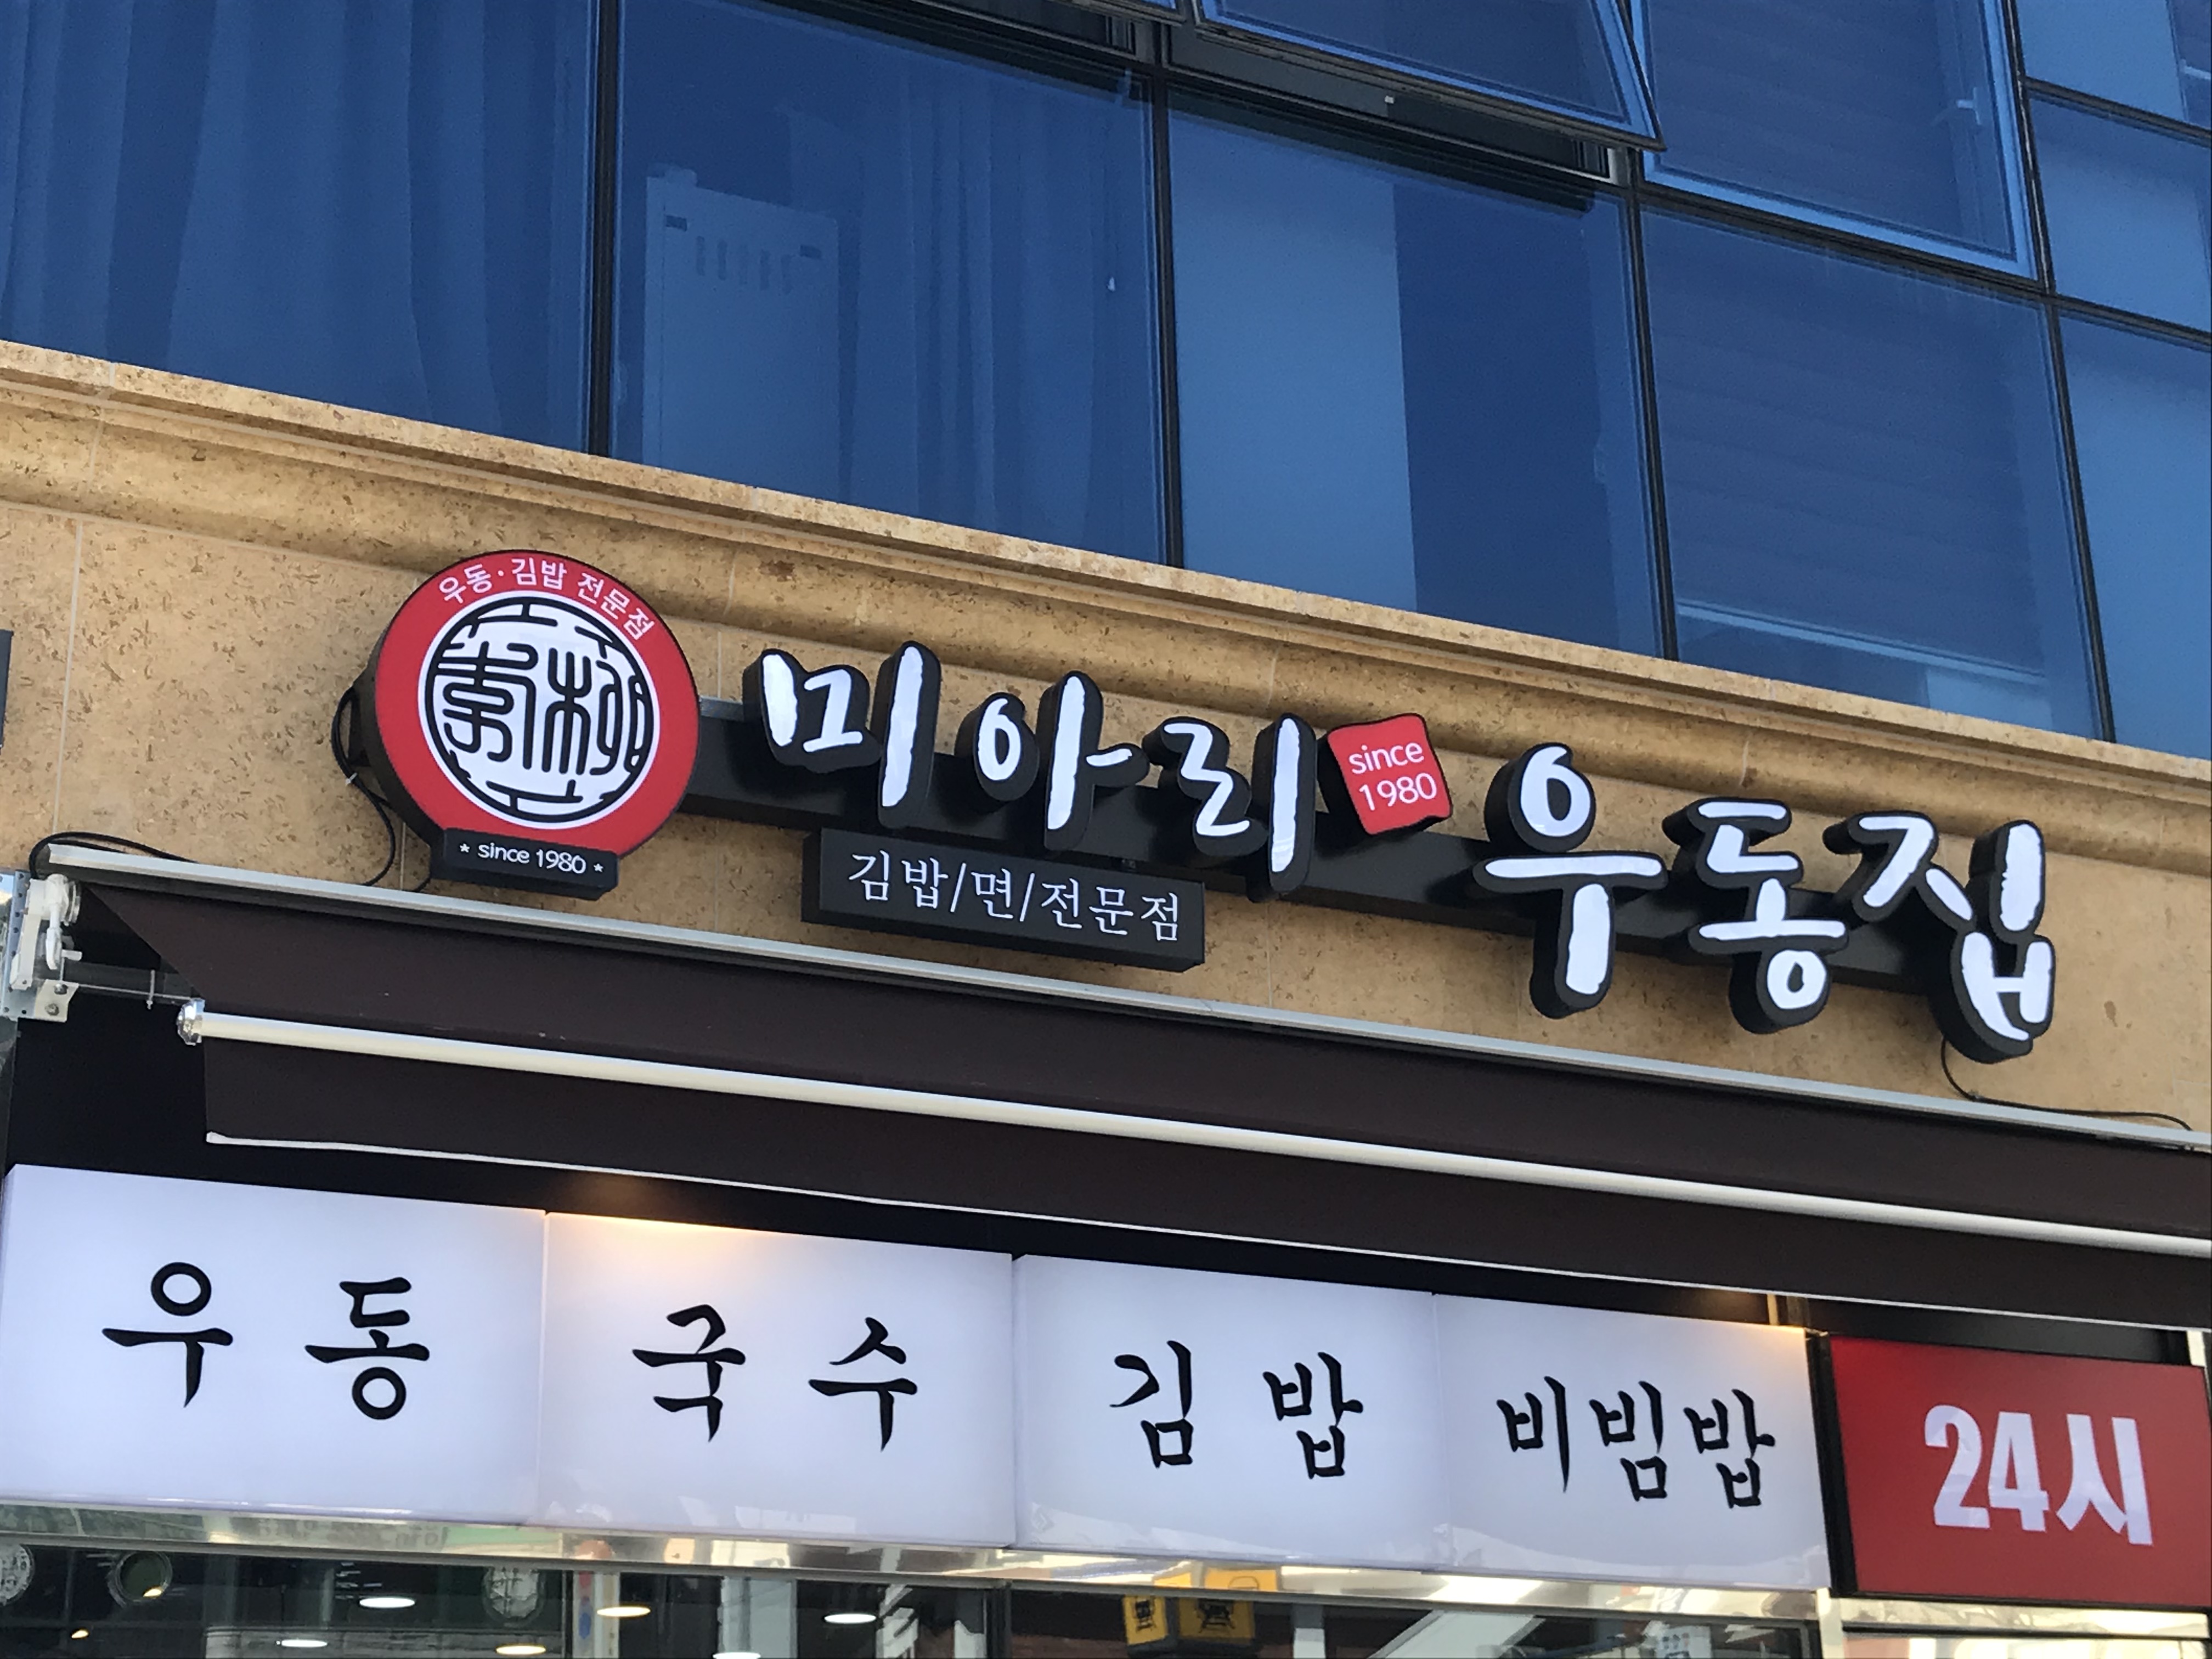 우동·김밥 전문점
* since 1980 *
미아리
since
1980
우동집
김밥/면/전문점
우동
국수
김밥
비빔밥
24시